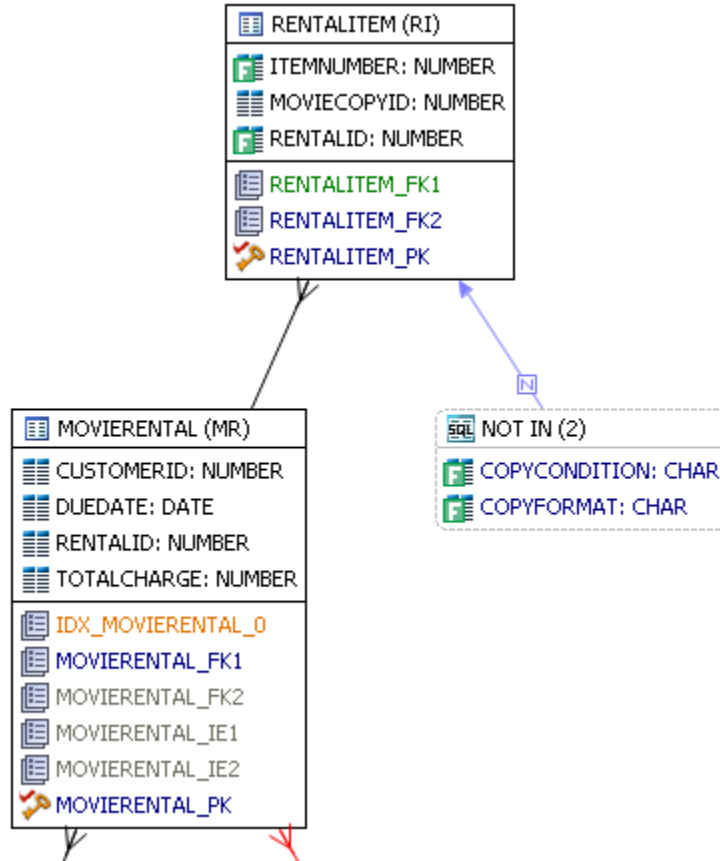 RENTALITEM (RI)
F ITEMNUMBER: NUMBER
MOVIECOPYID: NUMBER
F RENTALID: NUMBER
RENTALITEM_FK1
RENTALITEM_FK2
RENTALITEM_PK
N
MOVIERENTAL (MR)
CUSTOMERID: NUMBER
DUEDATE: DATE
RENTALID: NUMBER
TOTALCHARGE: NUMBER
IDX_MOVIERENTAL_0
MOVIERENTAL_FK1
MOVIERENTAL_FK2
MOVIERENTAL_IE1
MOVIERENTAL_IE2
MOVIERENTAL_PK
SQL NOT IN (2)
F COPYCONDITION: CHAR
F COPYFORMAT: CHAR